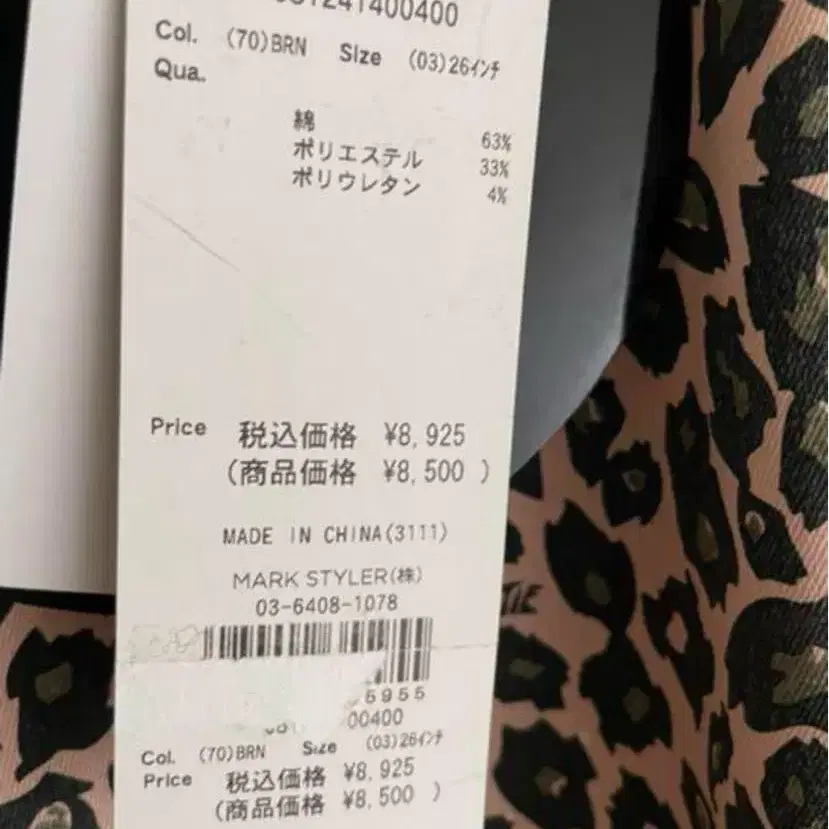 1241400400
Col. (70)BRN Size (03)26インチ
Qua.
綿 63%
ポリエステル 33%
ポリウレタン 4%
Price 税込価格 ¥8,925
(商品価格 ¥8,500 )
MADE IN CHINA(3111)
MARK STYLER(株)
03-6408-1078
5955
00400
Col. (70)BRN Size (03)26インチ
Price 税込価格 ¥8,925
(商品価格 ¥8,500 )